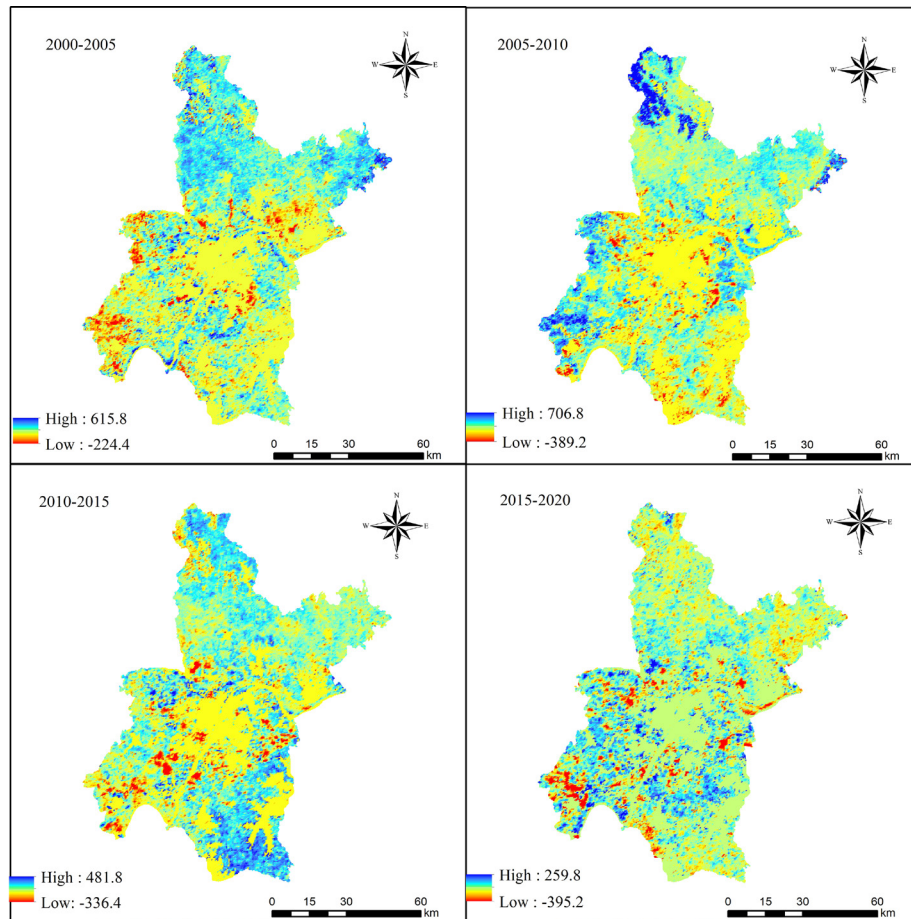 2000-2005
N
W E
S
High : 615.8
Low : -224.4
0 15 30 60
km
2005-2010
N
W E
S
High : 706.8
Low : -389.2
0 15 30 60
km
2010-2015
N
W E
S
High : 481.8
Low: -336.4
0 15 30 60
km
2015-2020
N
W E
S
High : 259.8
Low : -395.2
0 15 30 60
km